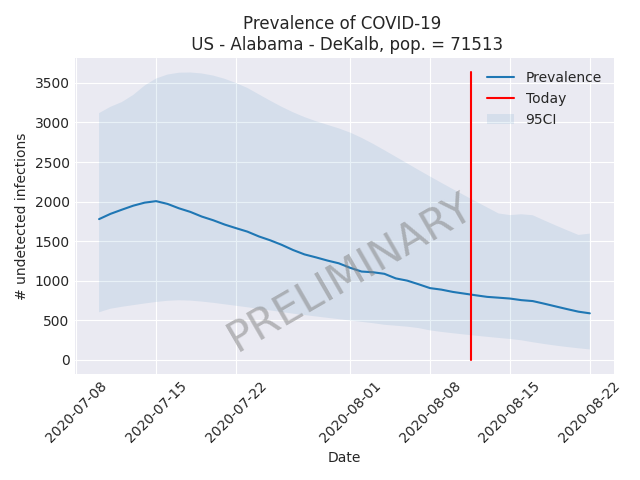 Prevalence of COVID-19
US - Alabama - DeKalb, pop. = 71513
# undetected infections
3500
3000
2500
2000
1500
1000
500
0
Prevalence
Today
95CI
PRELIMINARY
2020-07-08
2020-07-15
2020-07-22
2020-08-01
2020-08-08
2020-08-15
2020-08-22
Date